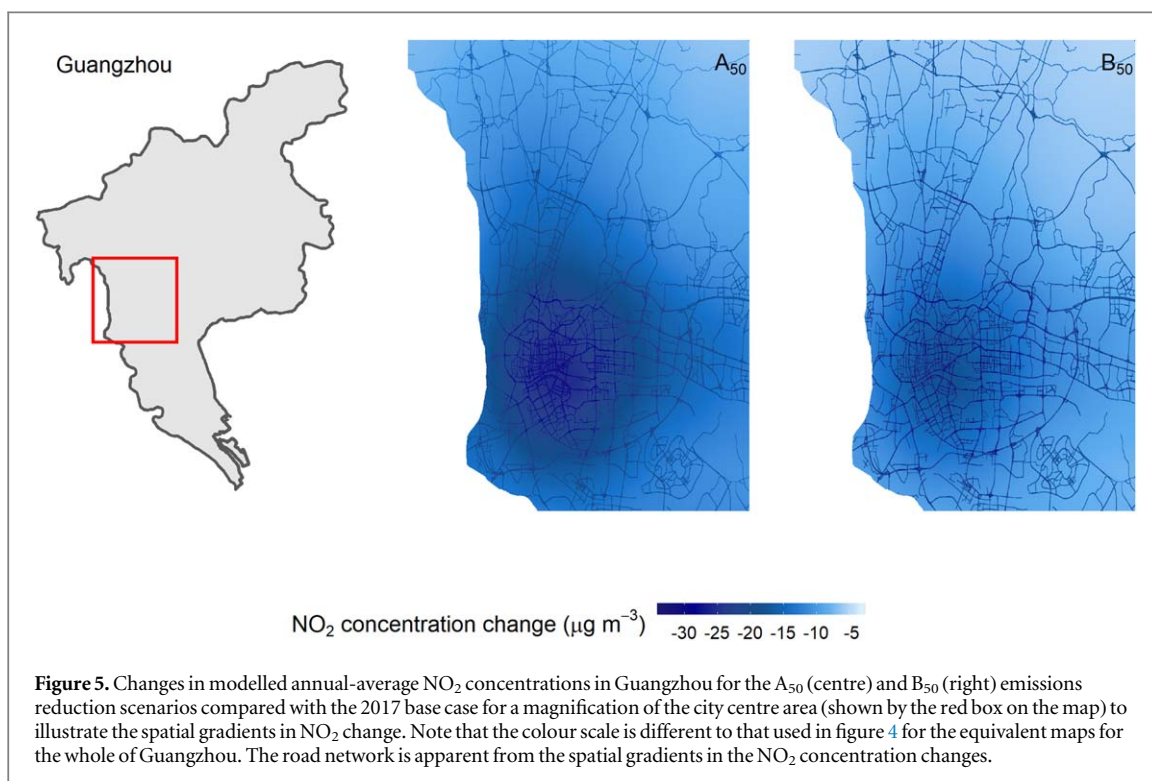 Guangzhou
A₅₀
B₅₀
NO₂ concentration change (μg m⁻³)
-30 -25 -20 -15 -10 -5
Figure 5. Changes in modelled annual-average NO₂ concentrations in Guangzhou for the A₅₀ (centre) and B₅₀ (right) emissions
reduction scenarios compared with the 2017 base case for a magnification of the city centre area (shown by the red box on the map) to
illustrate the spatial gradients in NO₂ change. Note that the colour scale is different to that used in figure 4 for the equivalent maps for
the whole of Guangzhou. The road network is apparent from the spatial gradients in the NO₂ concentration changes.